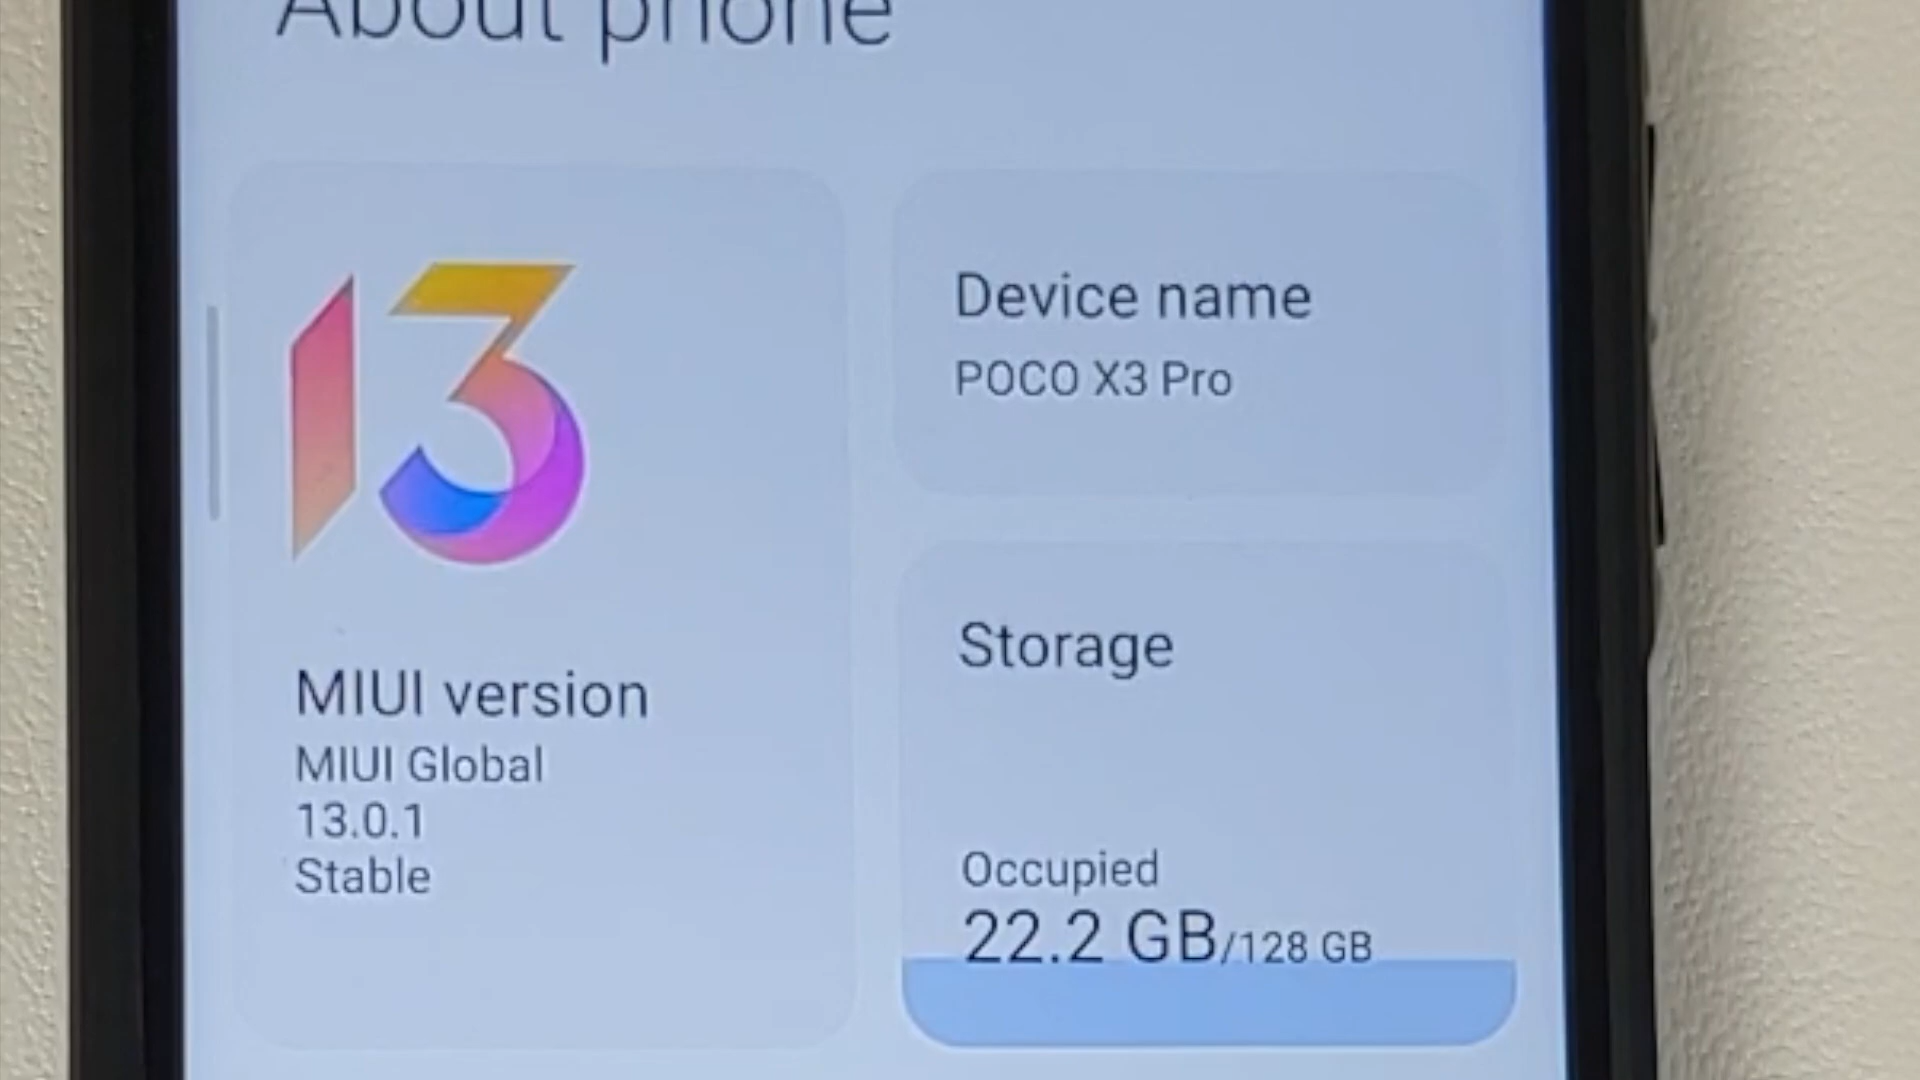 About phone
13
MIUI version
MIUI Global
13.0.1
Stable
Device name
POCO X3 Pro
Storage
Occupied
22.2 GB/128 GB